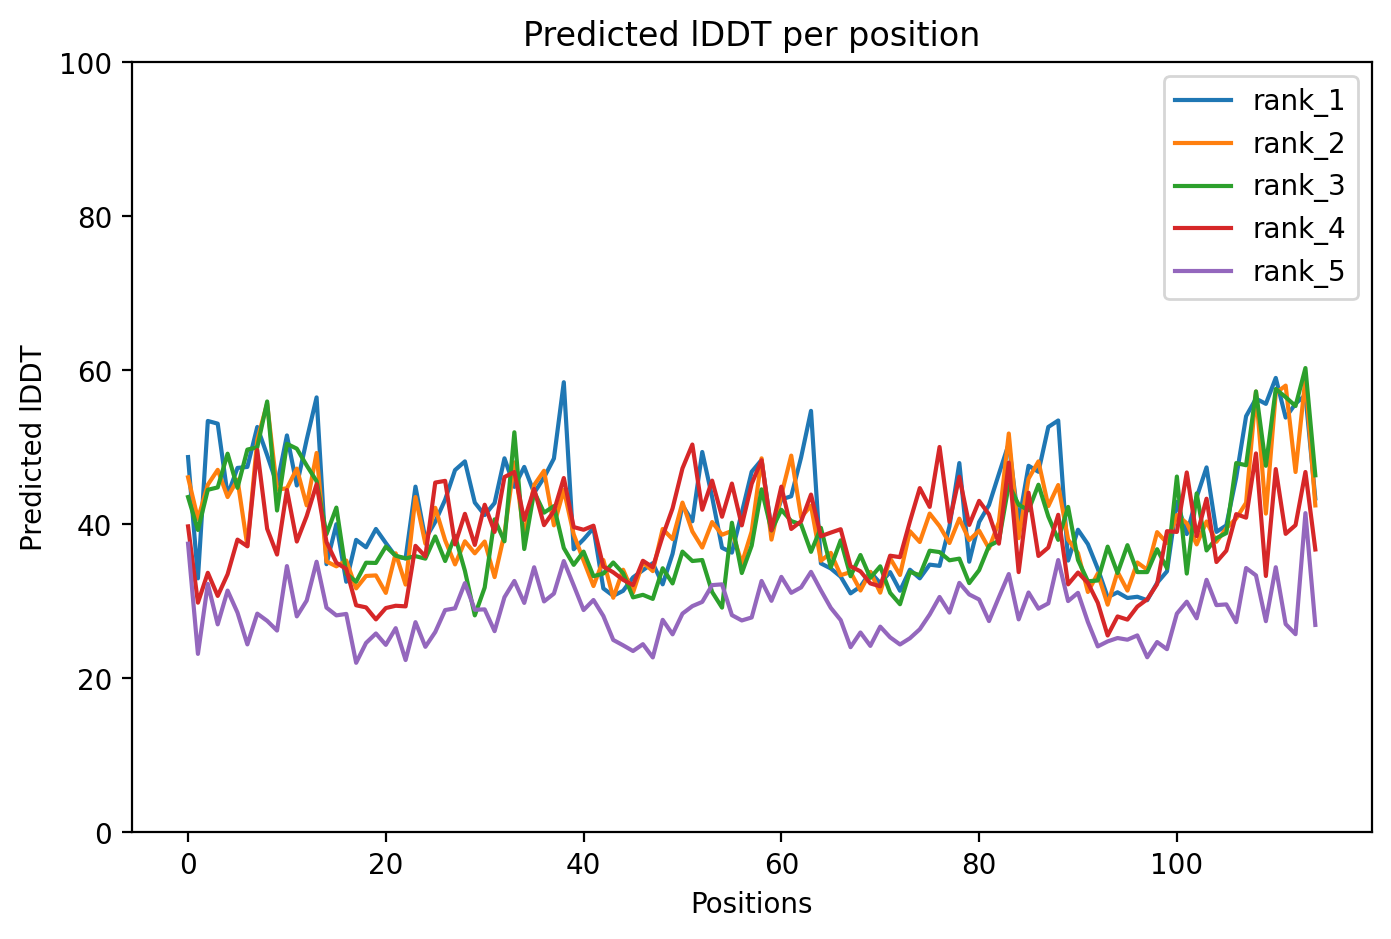 Predicted lDDT per position
100
80
60
40
20
0
Predicted lDDT
0 20 40 60 80 100
Positions
rank_1
rank_2
rank_3
rank_4
rank_5